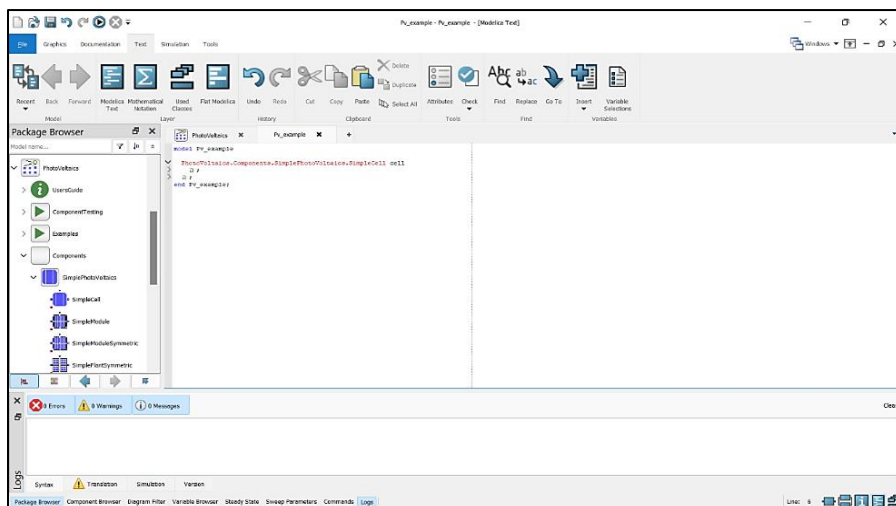 Pv_example - Pv_example - [Modelica Text]
File Graphics Documentation Text Simulation Tools
Windows
Recent Back Forward Modelica Text Mathematical Notation Used Classes Flat Modelica Undo Redo Cut Copy Paste Delete Duplicate Select All Attributes Check Find Replace Go To Insert Variable Selections
Model Layer History Clipboard Tools Find Variables
Package Browser
PhotoVoltaics Pv_example +
Model name...
model Pv_example
PhotoVoltaics
PhotoVoltaics.Components.SimplePhotoVoltaics.SimpleCell cell
UsersGuide
end Pv_example;
ComponentTesting
Examples
Components
SimplePhotoVoltaics
SimpleCell
SimpleModule
SimpleModuleSymmetric
SimplePlantSymmetric
0 Errors 0 Warnings 0 Messages
Clea
Logs
Syntax Translation Simulation Version
Package Browser Component Browser Diagram Filter Variable Browser Steady State Sweep Parameters Commands Logs
Line: 6